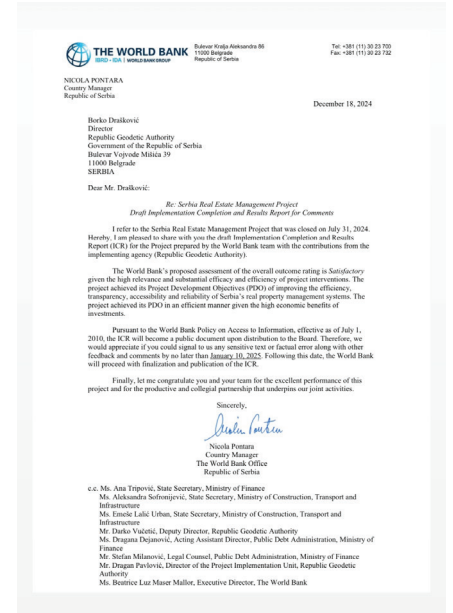 THE WORLD BANK
IBRD • IDA | WORLD BANK GROUP
Bulevar Kralja Aleksandra 86
11000 Belgrade
Republic of Serbia
Tel: +381 (11) 30 23 700
Fax: +381 (11) 30 23 732
NICOLA PONTARA
Country Manager
Republic of Serbia
December 18, 2024
Borko Drašković
Director
Republic Geodetic Authority
Government of the Republic of Serbia
Bulevar Vojvode Mišića 39
11000 Belgrade
SERBIA
Dear Mr. Drašković:
Re: Serbia Real Estate Management Project
Draft Implementation Completion and Results Report for Comments
I refer to the Serbia Real Estate Management Project that was closed on July 31, 2024.
Hereby, I am pleased to share with you the draft Implementation Completion and Results
Report (ICR) for the Project prepared by the World Bank team with the contributions from the
implementing agency (Republic Geodetic Authority).
The World Bank's proposed assessment of the overall outcome rating is Satisfactory
given the high relevance and substantial efficacy and efficiency of project interventions. The
project achieved its Project Development Objectives (PDO) of improving the efficiency,
transparency, accessibility and reliability of Serbia's real property management systems. The
project achieved its PDO in an efficient manner given the high economic benefits of
investments.
Pursuant to the World Bank Policy on Access to Information, effective as of July 1,
2010, the ICR will become a public document upon distribution to the Board. Therefore, we
would appreciate if you could signal to us any sensitive text or factual error along with other
feedback and comments by no later than January 10, 2025. Following this date, the World Bank
will proceed with finalization and publication of the ICR.
Finally, let me congratulate you and your team for the excellent performance of this
project and for the productive and collegial partnership that underpins our joint activities.
Sincerely,
Nicola Pontara
Nicola Pontara
Country Manager
The World Bank Office
Republic of Serbia
c.c. Ms. Ana Tripović, State Secretary, Ministry of Finance
Ms. Aleksandra Sofronijević, State Secretary, Ministry of Construction, Transport and
Infrastructure
Ms. Emeše Lalić Urban, State Secretary, Ministry of Construction, Transport and
Infrastructure
Mr. Darko Vučetić, Deputy Director, Republic Geodetic Authority
Ms. Dragana Dejanović, Acting Assistant Director, Public Debt Administration, Ministry of
Finance
Mr. Stefan Milanović, Legal Counsel, Public Debt Administration, Ministry of Finance
Mr. Dragan Pavlović, Director of the Project Implementation Unit, Republic Geodetic
Authority
Ms. Beatrice Luz Maser Mallor, Executive Director, The World Bank